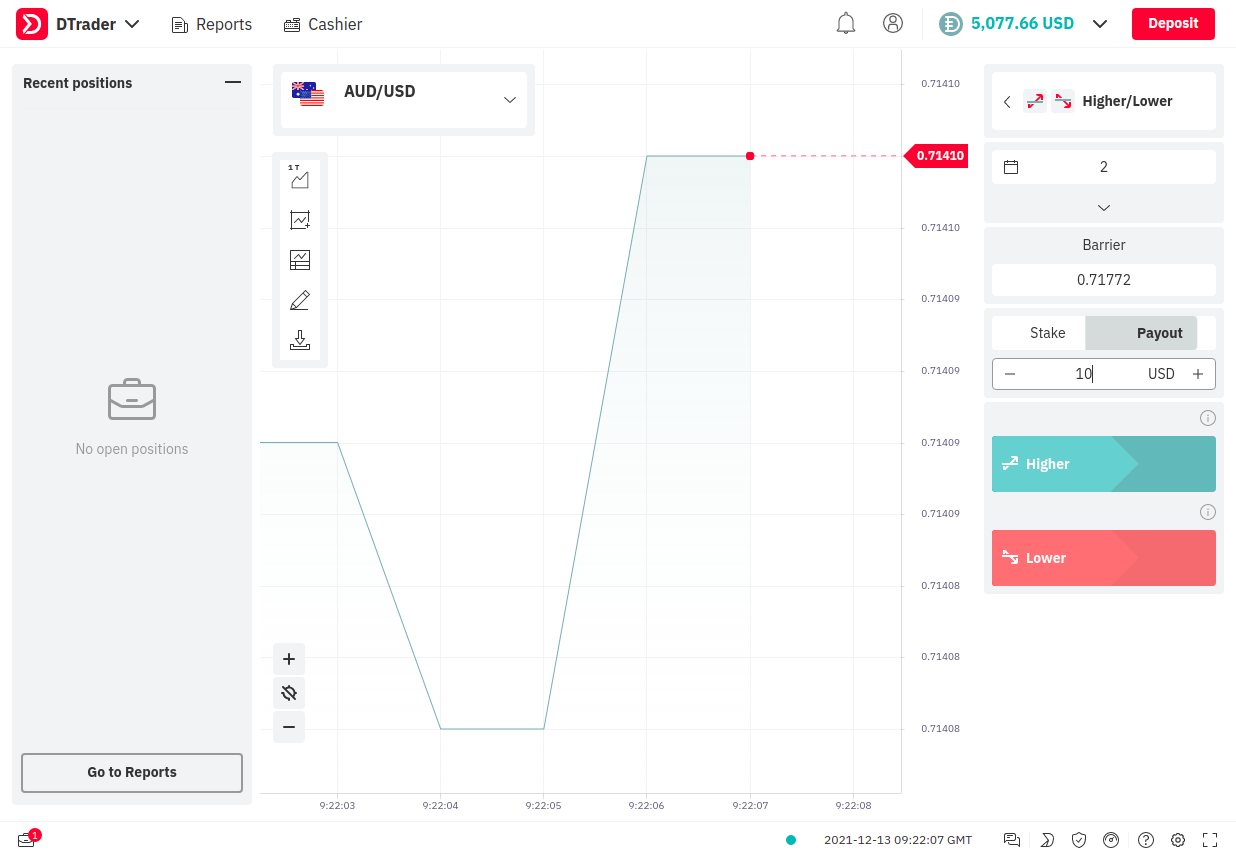 DTrader
Reports
Cashier
5,077.66 USD
Deposit
Recent positions
No open positions
Go to Reports
AUD/USD
1 T
0.71410
0.71410
0.71410
0.71409
0.71409
0.71409
0.71409
0.71408
0.71408
0.71408
9:22:03
9:22:04
9:22:05
9:22:06
9:22:07
9:22:08
Higher/Lower
2
Barrier
0.71772
Stake
Payout
10
USD
Higher
Lower
1
2021-12-13 09:22:07 GMT